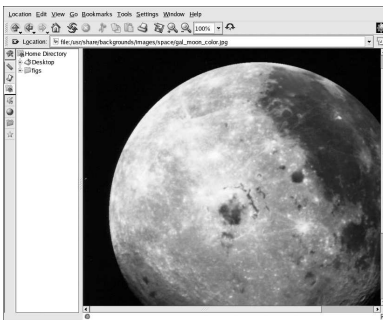 Location Edit View Go Bookmarks Tools Settings Window Help
100%
Location: file:/usr/share/backgrounds/images/space/gal_moon_color.jpg
Home Directory
Desktop
figs